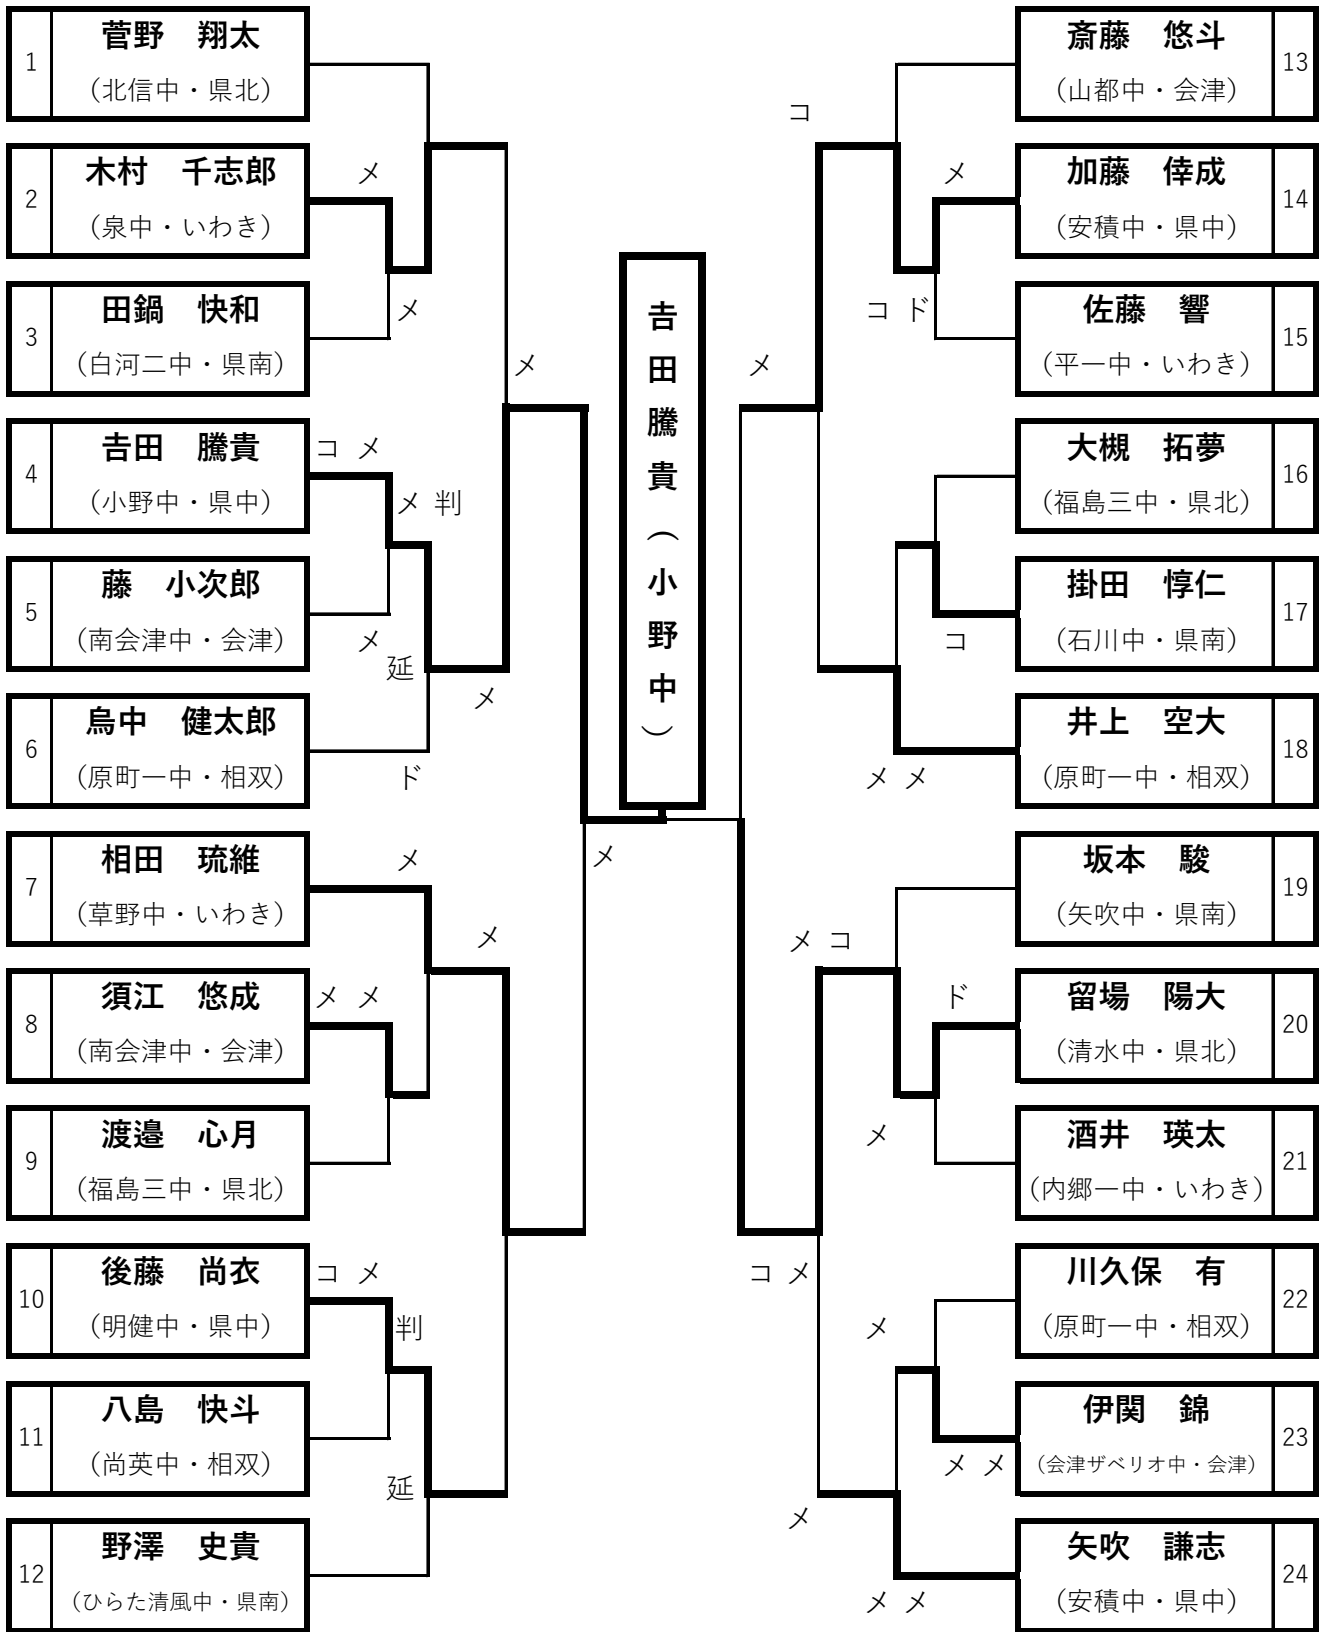 1
菅野　翔太
（北信中・県北）
2
木村　千志郎
（泉中・いわき）
3
田鍋　快和
（白河二中・県南）
4
𠮷田　騰貴
（小野中・県中）
5
藤　小次郎
（南会津中・会津）
6
烏中　健太郎
（原町一中・相双）
7
相田　琉維
（草野中・いわき）
8
須江　悠成
（南会津中・会津）
9
渡邉　心月
（福島三中・県北）
10
後藤　尚衣
（明健中・県中）
11
八島　快斗
（尚英中・相双）
12
野澤　史貴
（ひらた清風中・県南）
メ
メ
コ メ
メ 判
メ
延
ド
メ
メ
メ
メ
メ メ
コ メ
判
延
メ
𠮷田騰貴（小野中）
コ
メ
コ ド
メ
コ
メ メ
メ コ
ド
メ
コ メ
メ
メ メ
メ
メ メ
斎藤　悠斗
（山都中・会津）
13
加藤　倖成
（安積中・県中）
14
佐藤　響
（平一中・いわき）
15
大槻　拓夢
（福島三中・県北）
16
掛田　惇仁
（石川中・県南）
17
井上　空大
（原町一中・相双）
18
坂本　駿
（矢吹中・県南）
19
留場　陽大
（清水中・県北）
20
酒井　瑛太
（内郷一中・いわき）
21
川久保　有
（原町一中・相双）
22
伊関　錦
（会津ザベリオ中・会津）
23
矢吹　謙志
（安積中・県中）
24